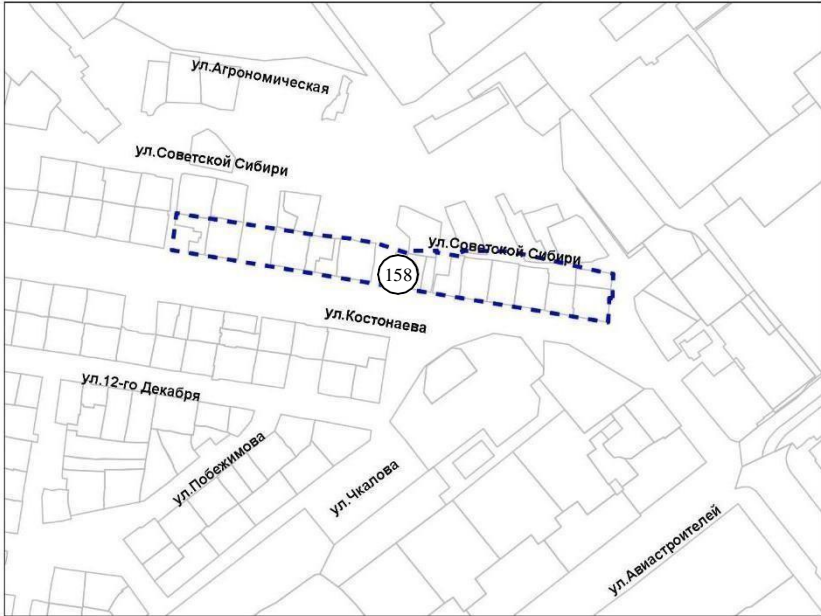 ул.Агрономическая
ул.Советской Сибири
ул.Советской Сибири
158
ул.Костонаева
ул.12-го Декабря
ул.Побежимова
ул.Чкалова
ул.Авиастроителей